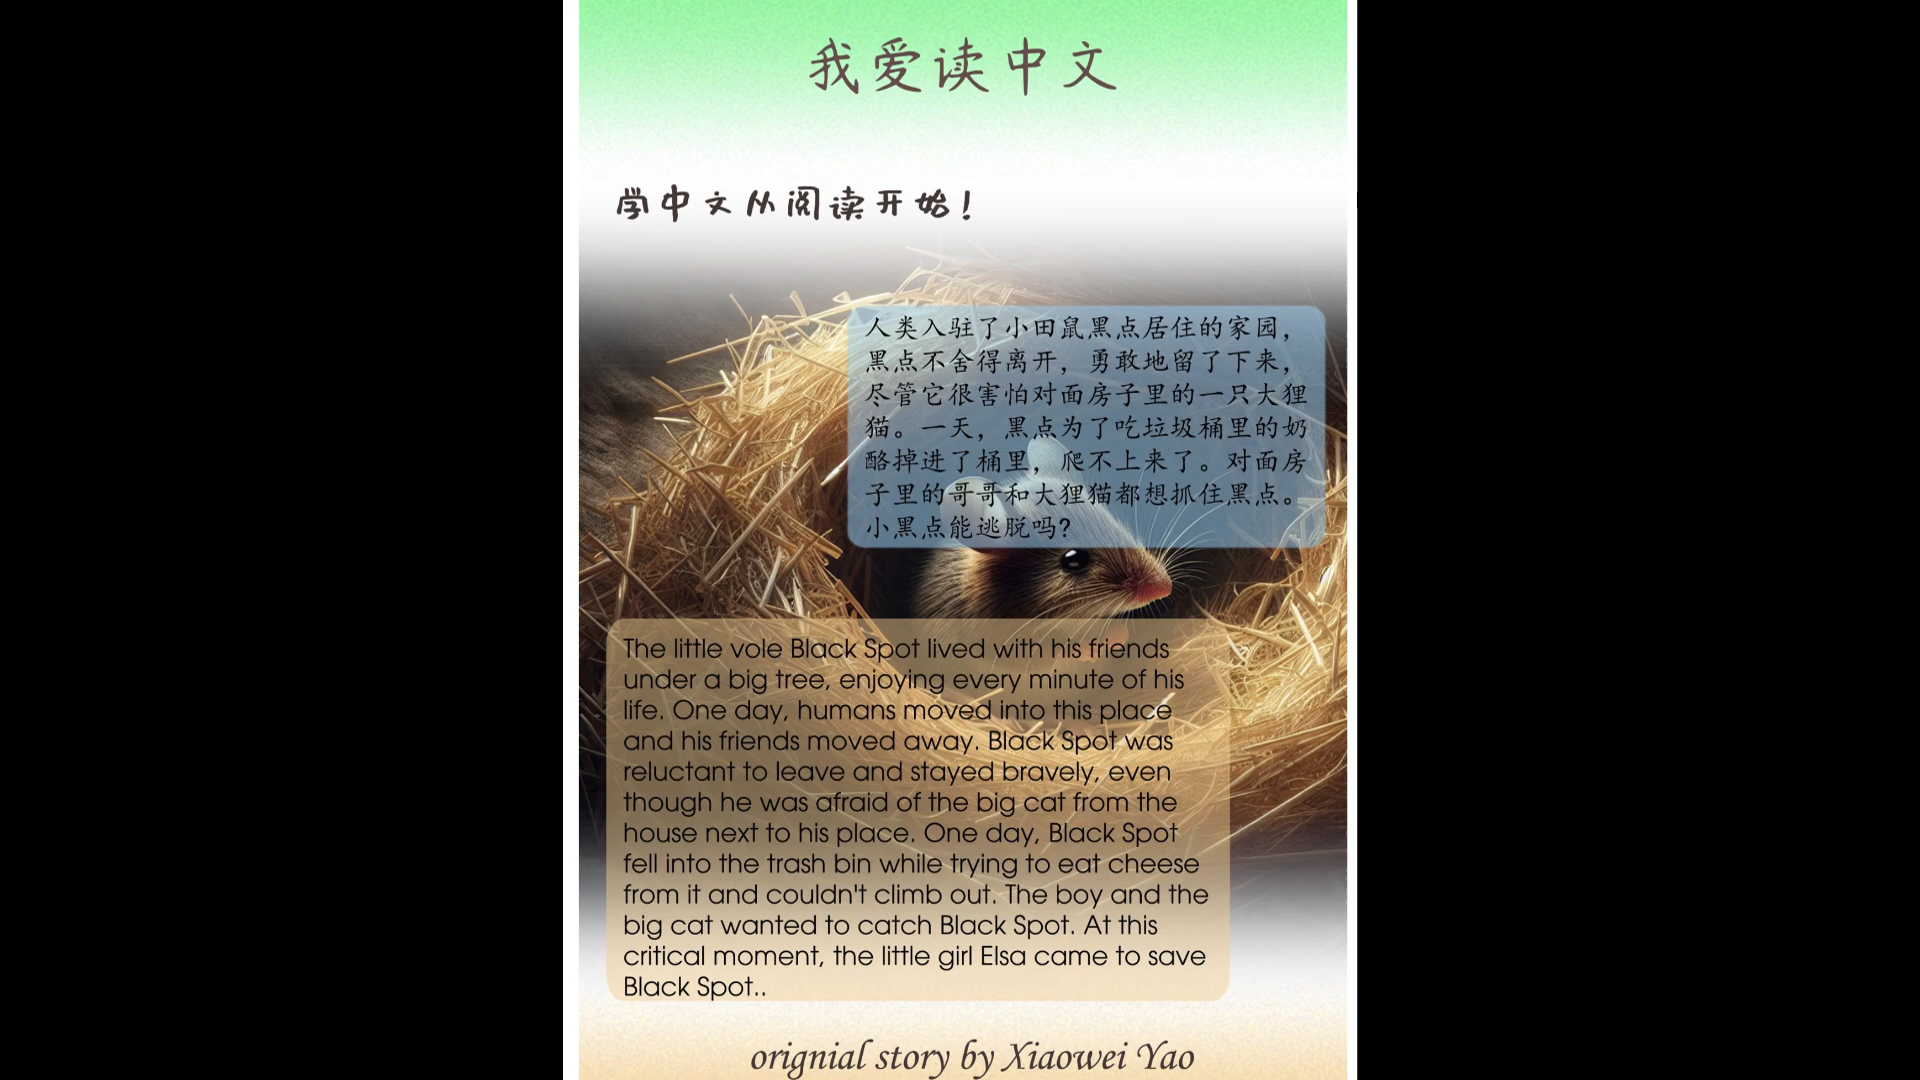 我爱读中文
学中文从阅读开始！
人类入驻了小田鼠黑点居住的家园，
黑点不舍得离开，勇敢地留了下来，
尽管它很害怕对面房子里的一只大狸
猫。一天，黑点为了吃垃圾桶里的奶
酪掉进了桶里，爬不上来了。对面房
子里的哥哥和大狸猫都想抓住黑点。
小黑点能逃脱吗?
The little vole Black Spot lived with his friends
under a big tree, enjoying every minute of his
life. One day, humans moved into this place
and his friends moved away. Black Spot was
reluctant to leave and stayed bravely, even
though he was afraid of the big cat from the
house next to his place. One day, Black Spot
fell into the trash bin while trying to eat cheese
from it and couldn't climb out. The boy and the
big cat wanted to catch Black Spot. At this
critical moment, the little girl Elsa came to save
Black Spot..
orignial story by Xiaowei Yao